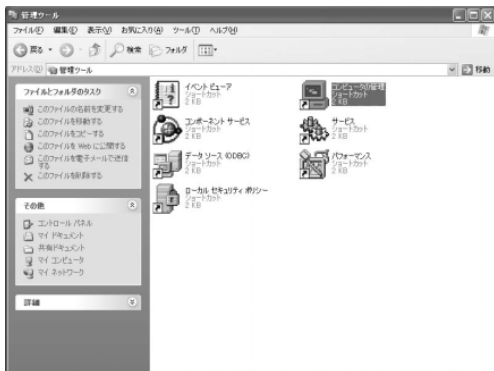 管理ツール
ファイル(F) 編集(E) 表示(V) お気に入り(A) ツール(T) ヘルプ(H)
戻る 検索 フォルダ
アドレス(D) 管理ツール 移動
ファイルとフォルダのタスク
このファイルの名前を変更する
このファイルを移動する
このファイルをコピーする
このファイルを Web に公開する
このファイルを電子メールで送信する
このファイルを削除する
その他
コントロール パネル
マイ ドキュメント
共有ドキュメント
マイ コンピュータ
マイ ネットワーク
詳細
イベント ビューア
ショートカット
2 KB
コンピュータの管理
ショートカット
2 KB
コンポーネント サービス
ショートカット
2 KB
サービス
ショートカット
2 KB
データ ソース (ODBC)
ショートカット
2 KB
パフォーマンス
ショートカット
2 KB
ローカル セキュリティ ポリシー
ショートカット
2 KB